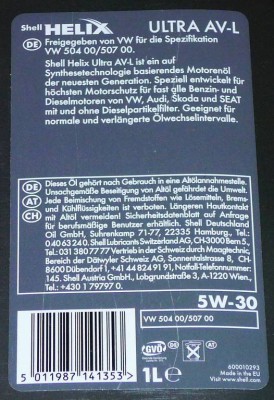 Shell HELIX ULTRA AV-L
DE Freigegeben von VW für die Spezifikation
VW 504 00/507 00.
Shell Helix Ultra AV-L ist ein auf
Synthesetechnologie basierendes Motorenöl
der neuesten Generation. Speziell entwickelt für
höchsten Motorschutz für fast alle Benzin- und
Dieselmotoren von VW, Audi, Škoda und SEAT
mit und ohne Dieselpartikelfilter. Geeignet für
normale und verlängerte Ölwechselintervalle.
DE Dieses Öl gehört nach Gebrauch in eine Altölannahmestelle.
Unsachgemäße Beseitigung von Altöl gefährdet die Umwelt.
AT Jede Beimischung von Fremdstoffen wie Lösemitteln, Brems-
und Kühlflüssigkeiten ist verboten. Längeren Hautkontakt
CH mit Altöl vermeiden! Sicherheitsdatenblatt auf Anfrage
für berufsmäßige Benutzer erhältlich. Shell Deutschland
Oil GmbH, Suhrenkamp 71-77, 22335 Hamburg, Tel.:
0 40 63 24 0. Shell Lubricants Switzerland AG, CH-3000 Bern 5,
Tel.: 031 380 77 77 Vertrieb in der Schweiz durch Maagtechnic,
Bereich der Dätwyler Schweiz AG, Sonnentalstrasse 8, CH-
8600 Dübendorf I, +41 44 824 91 91, Notfall-Telefonnummer:
145. Shell Austria GmbH., Lobgrundstraße 3, A-1220 Wien,
Tel.: +430 1 79797 0.
5W-30
VW 504 00/507 00
GVÖ
5 011987 141353
1L e
600010293
Made in the EU
Visit www.shell.com